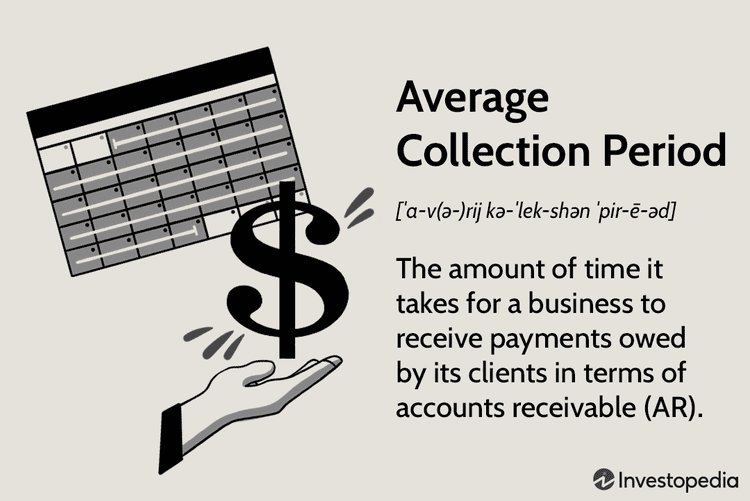 Average
Collection Period
[ˈɑ-v(ə-)rij kə-ˈlek-shən ˈpir-ē-əd]
The amount of time it
takes for a business to
receive payments owed
by its clients in terms of
accounts receivable (AR).
Investopedia